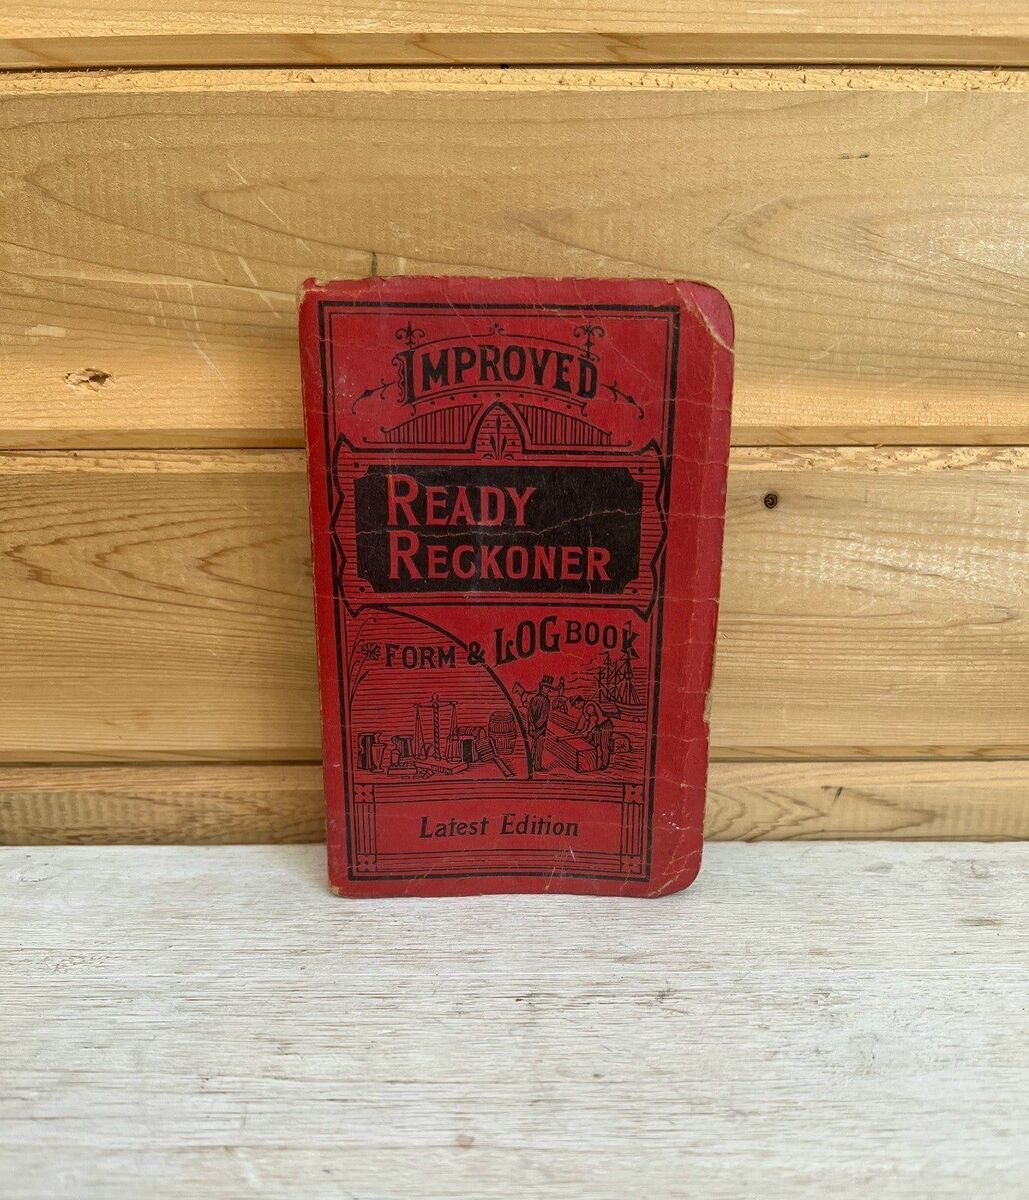 IMPROVED
READY
RECKONER
FORM & LOG BOOK
Latest Edition